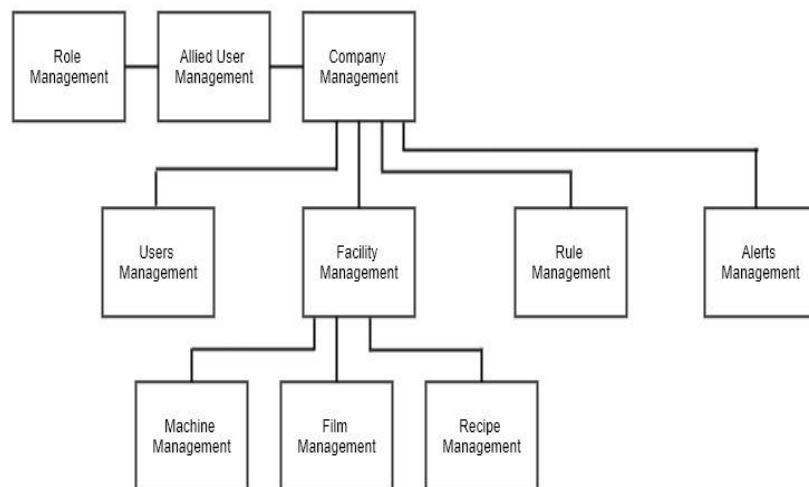 Role
Management
Allied User
Management
Company
Management
Users
Management
Facility
Management
Rule
Management
Alerts
Management
Machine
Management
Film
Management
Recipe
Management